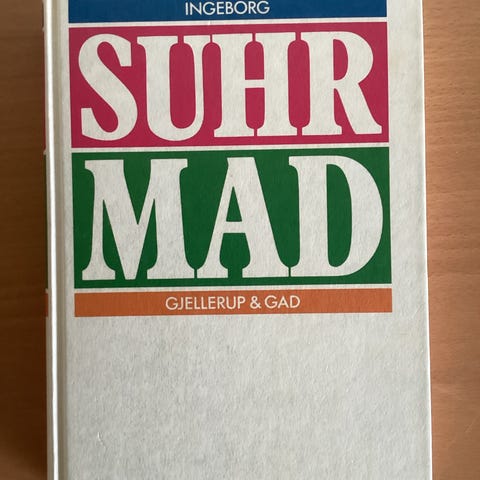 INGEBORG
SUHR
MAD
GJELLERUP & GAD